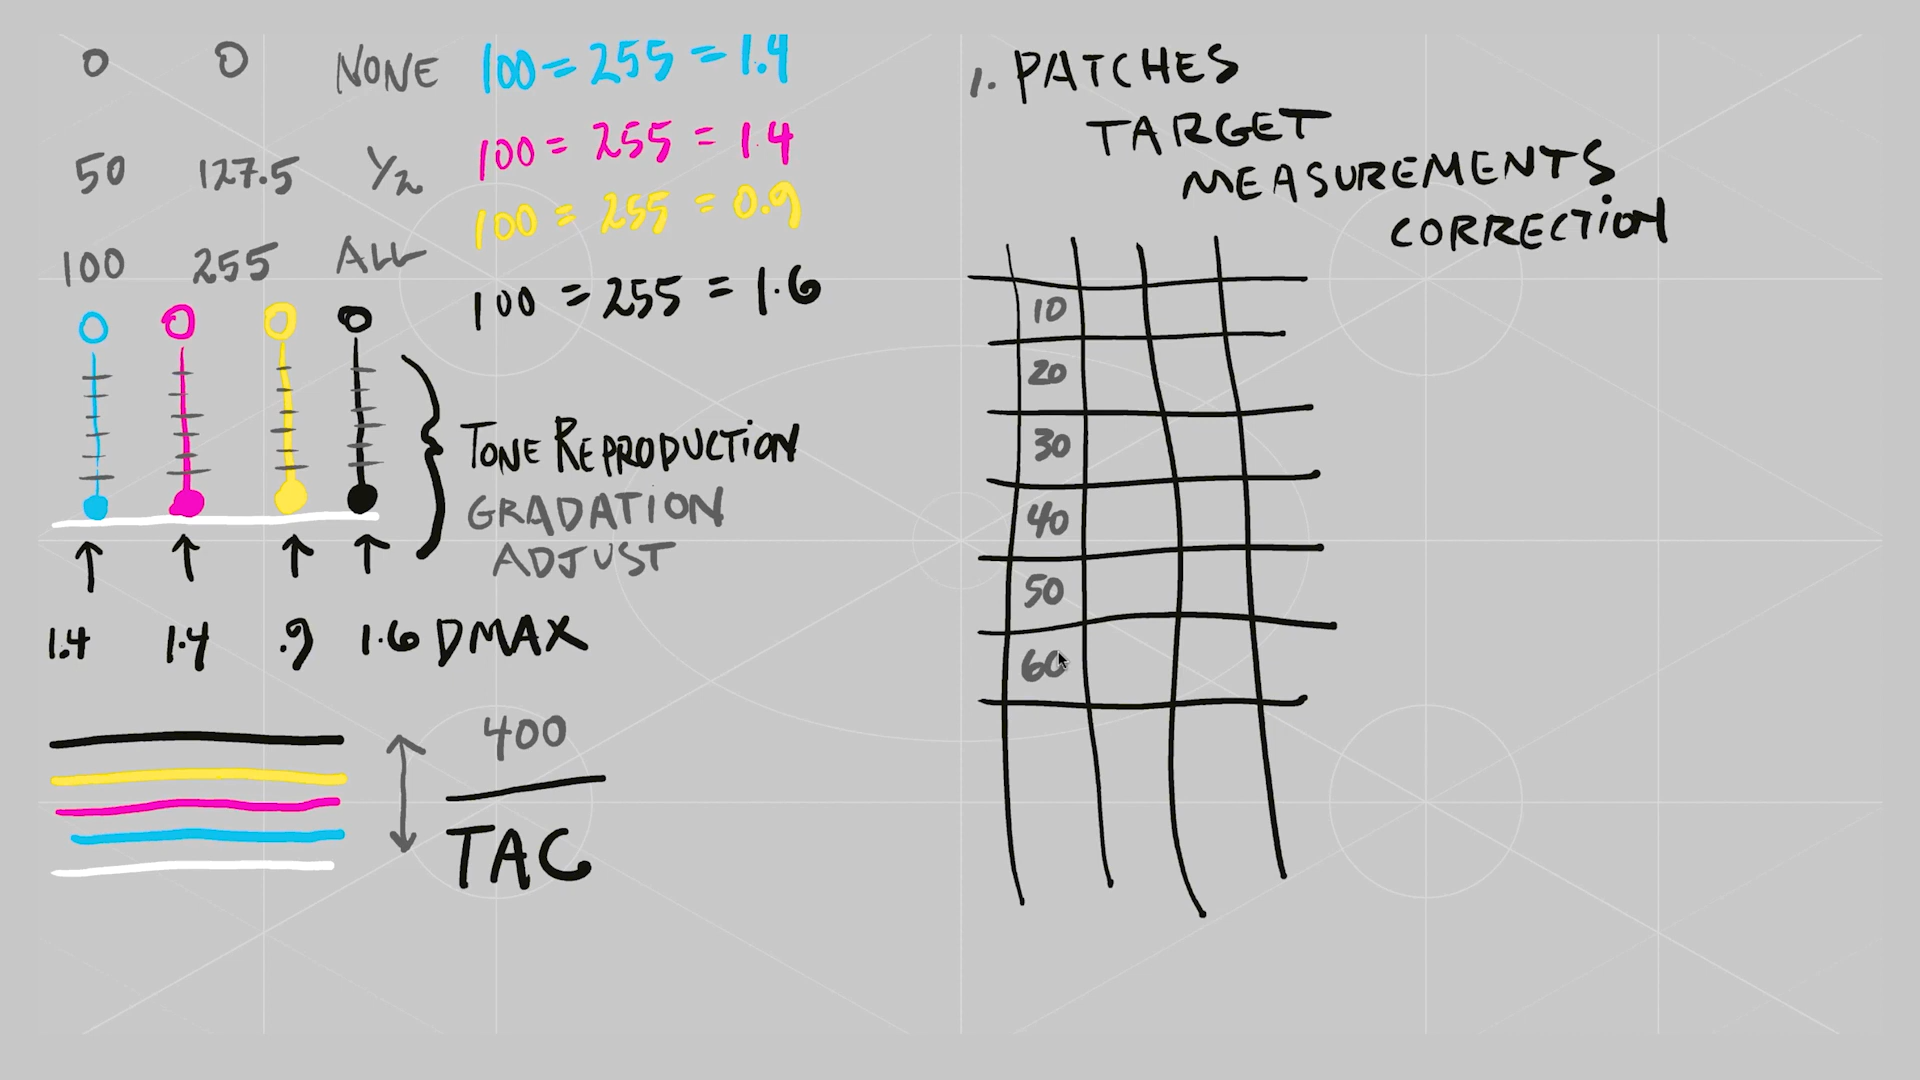 0 0 NONE
50 127.5 1/2
100 255 ALL
100 = 255 = 1.4
100 = 255 = 1.4
100 = 255 = 0.9
100 = 255 = 1.6
TONE REPRODUCTION
GRADATION
ADJUST
1.4 1.4 .9 1.6 DMAX
400
TAC
1. PATCHES
TARGET
MEASUREMENTS
CORRECTION
10
20
30
40
50
60